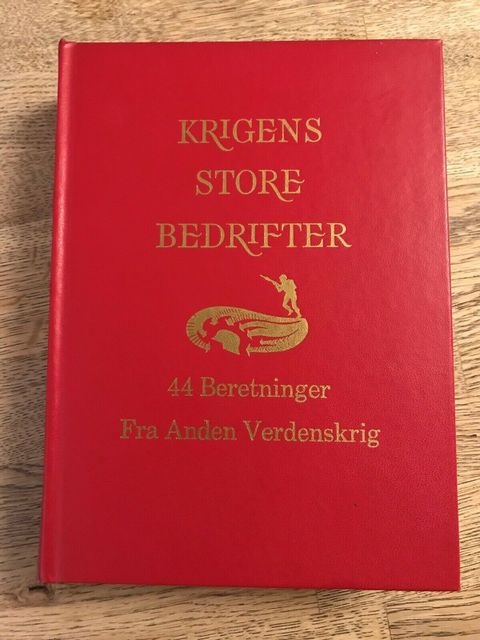 KRIGENS
STORE
BEDRIFTER
44 Beretninger
Fra Anden Verdenskrig